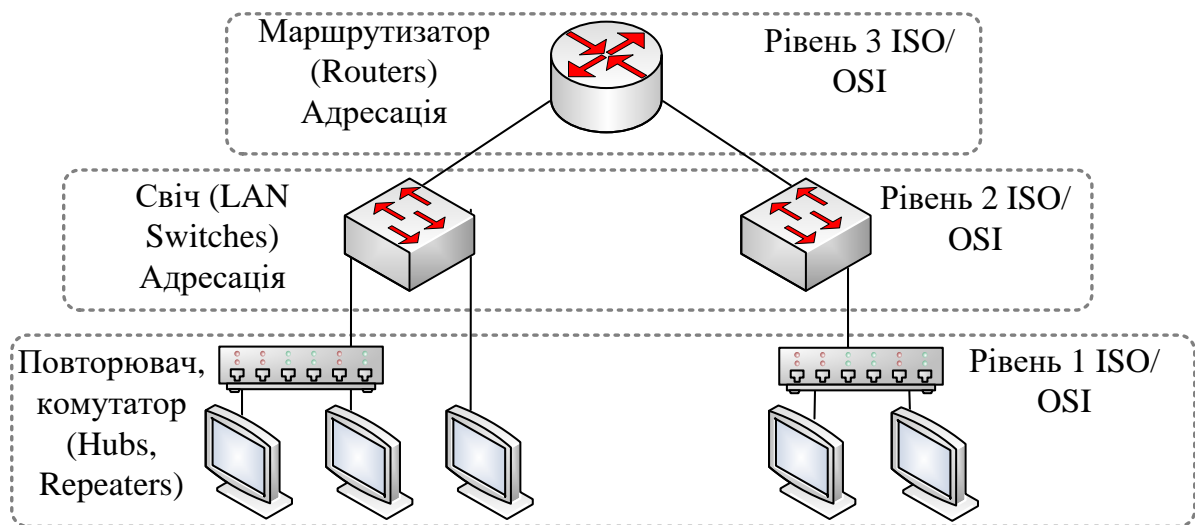 Маршрутизатор
(Routers)
Адресація
Рівень 3 ISO/
OSI
Свіч (LAN
Switches)
Адресація
Рівень 2 ISO/
OSI
Повторювач,
комутатор
(Hubs,
Repeaters)
Рівень 1 ISO/
OSI